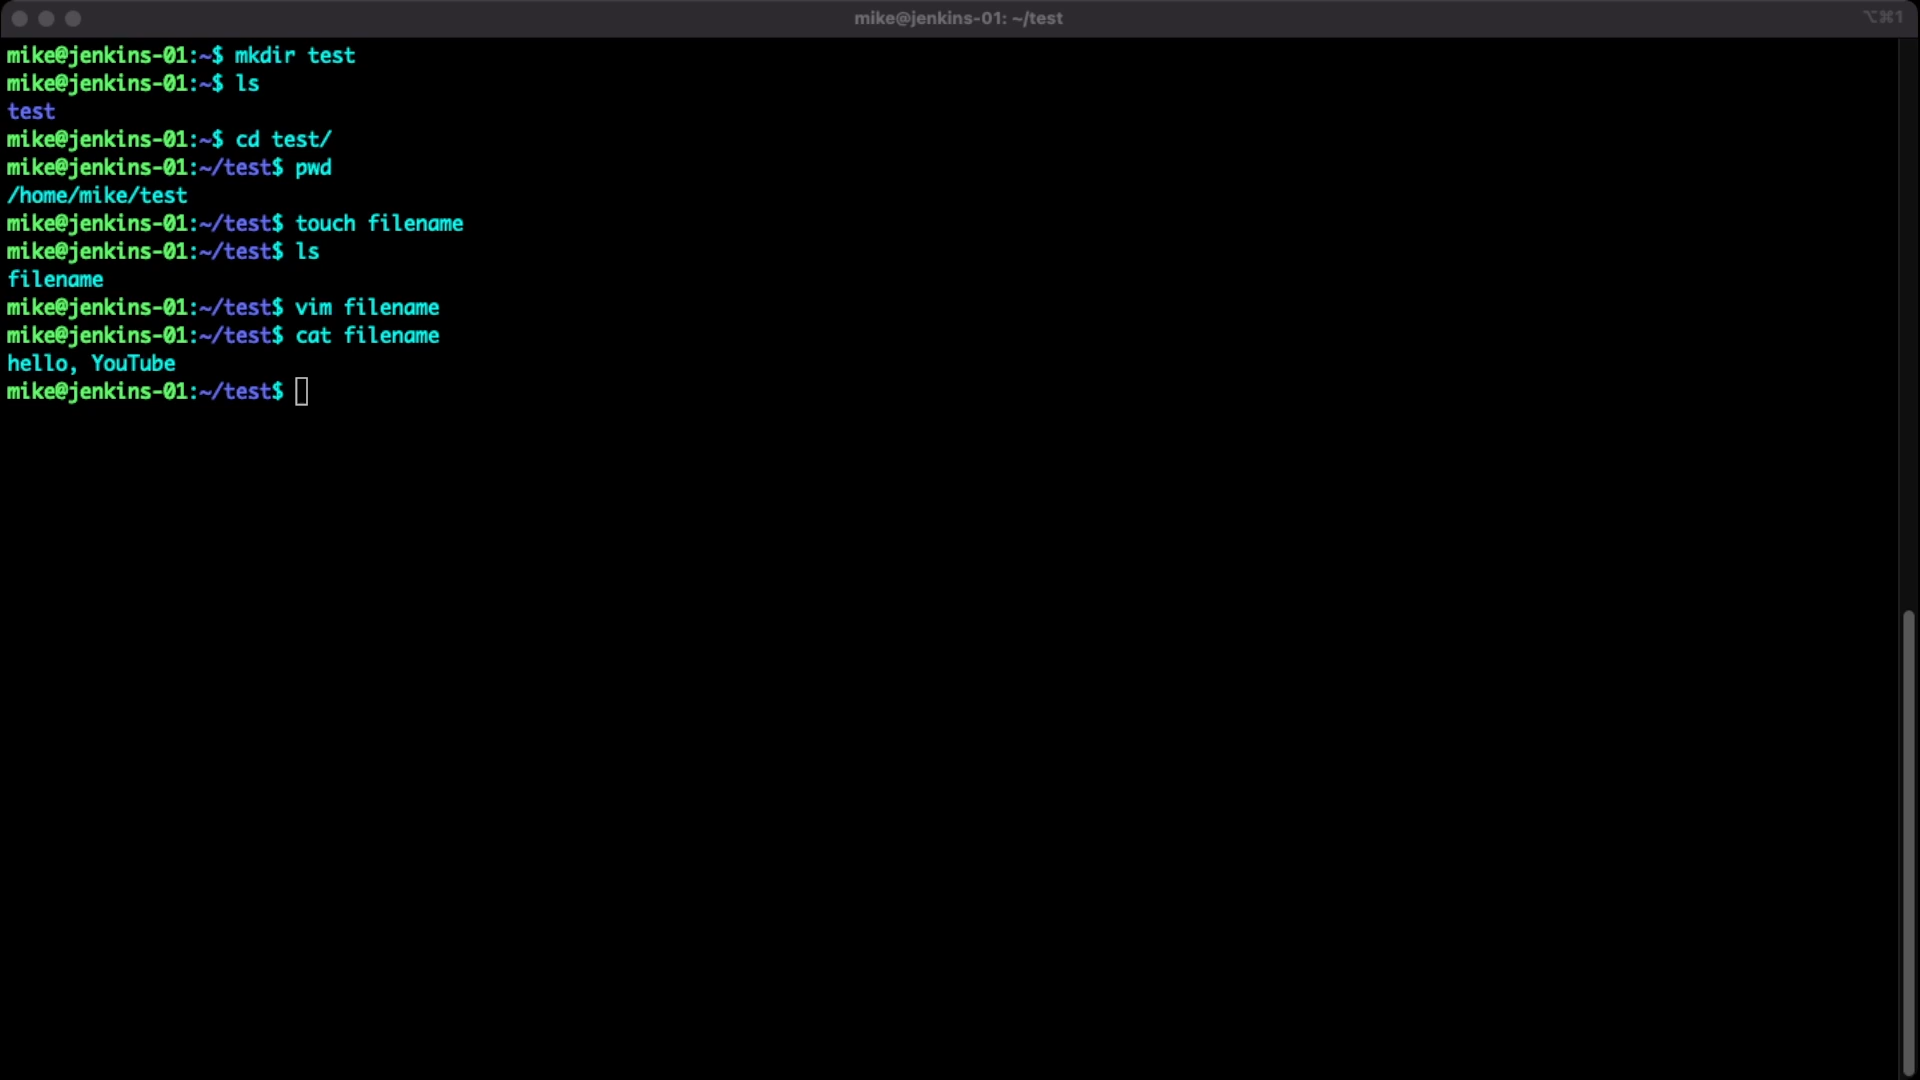 mike@jenkins-01: ~/test
⌥⌘1
mike@jenkins-01:~$ mkdir test
mike@jenkins-01:~$ ls
test
mike@jenkins-01:~$ cd test/
mike@jenkins-01:~/test$ pwd
/home/mike/test
mike@jenkins-01:~/test$ touch filename
mike@jenkins-01:~/test$ ls
filename
mike@jenkins-01:~/test$ vim filename
mike@jenkins-01:~/test$ cat filename
hello, YouTube
mike@jenkins-01:~/test$